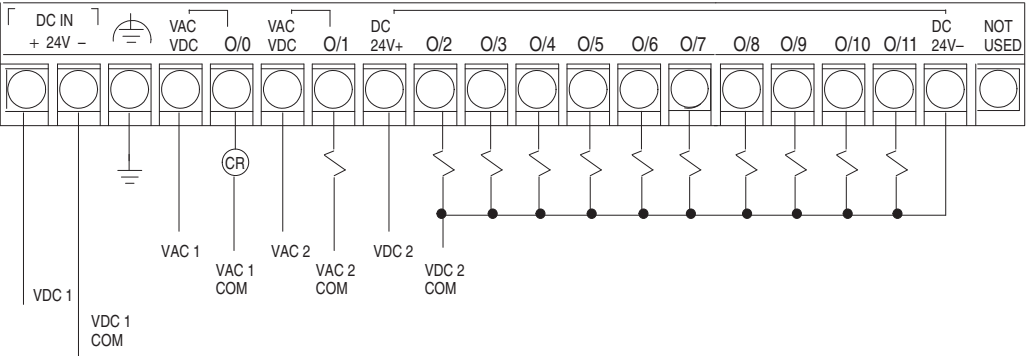 DC IN
+ 24V –
VAC
VDC
O/0
VAC
VDC
O/1
DC
24V+
O/2
O/3
O/4
O/5
O/6
O/7
O/8
O/9
O/10
O/11
DC
24V–
NOT
USED
CR
VAC 1
VAC 1
COM
VAC 2
VAC 2
COM
VDC 2
VDC 2
COM
VDC 1
VDC 1
COM